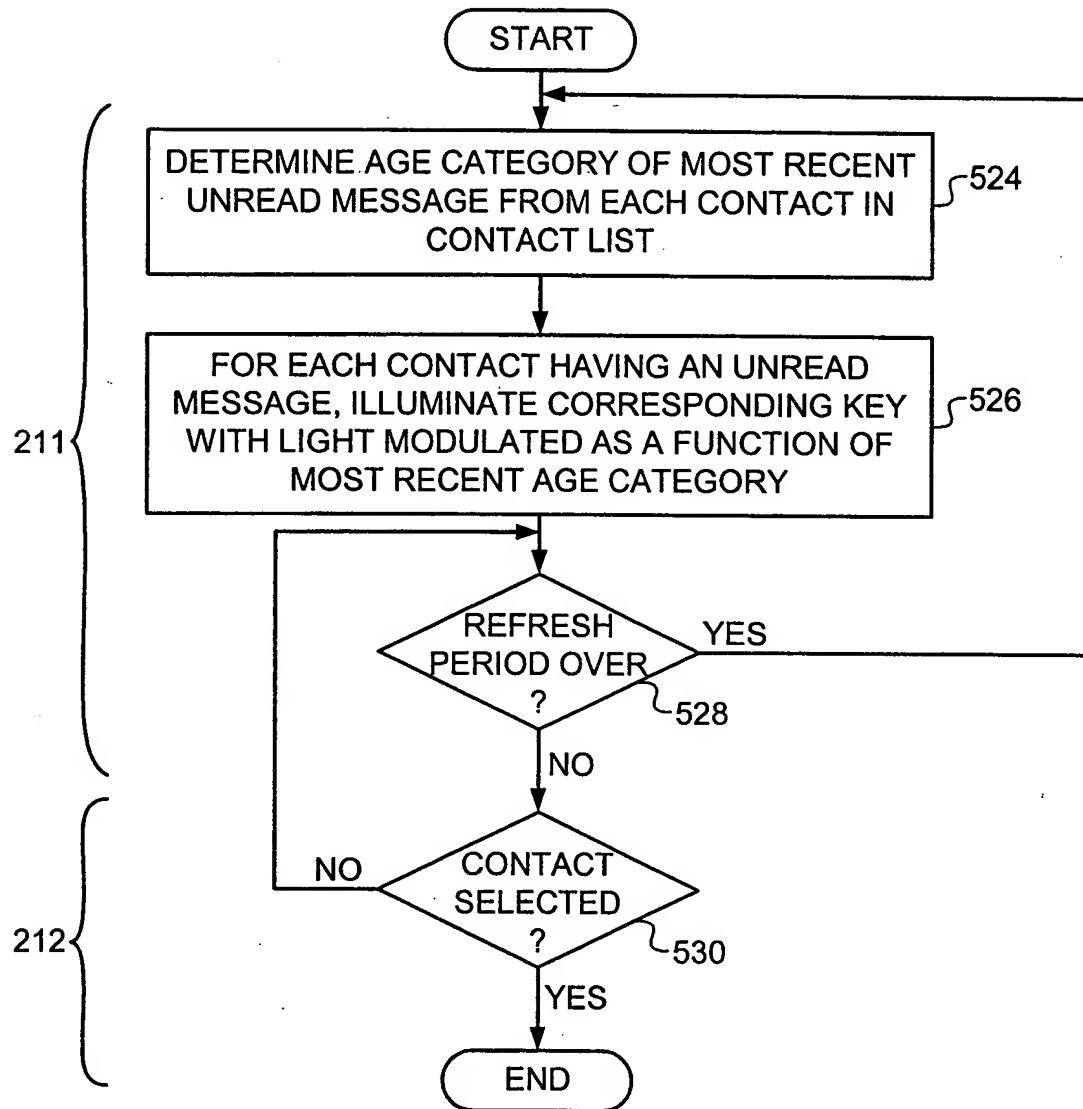 START
DETERMINE AGE CATEGORY OF MOST RECENT
UNREAD MESSAGE FROM EACH CONTACT IN
CONTACT LIST
524
FOR EACH CONTACT HAVING AN UNREAD
MESSAGE, ILLUMINATE CORRESPONDING KEY
WITH LIGHT MODULATED AS A FUNCTION OF
MOST RECENT AGE CATEGORY
526
211
REFRESH
PERIOD OVER
?
YES
528
NO
CONTACT
SELECTED
?
NO
530
212
YES
END